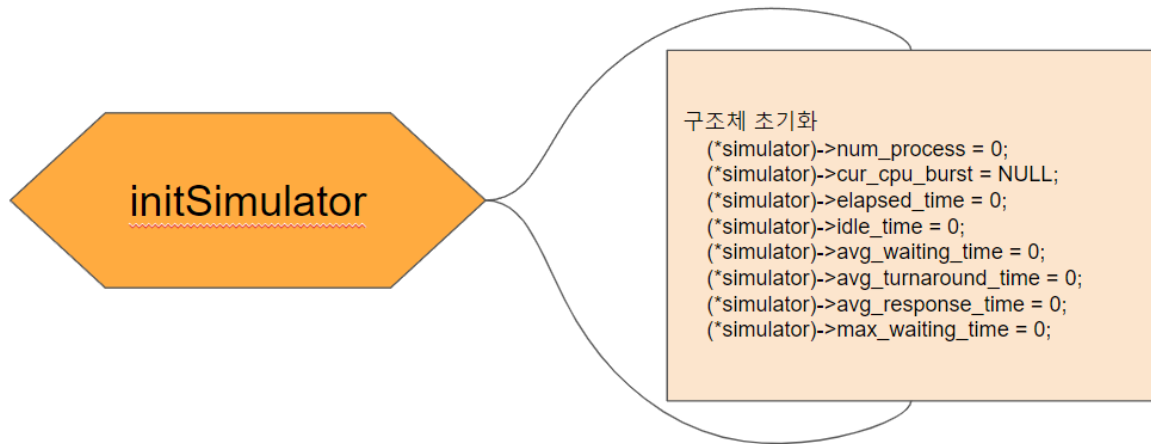 initSimulator
구조체 초기화
(*simulator)->num_process = 0;
(*simulator)->cur_cpu_burst = NULL;
(*simulator)->elapsed_time = 0;
(*simulator)->idle_time = 0;
(*simulator)->avg_waiting_time = 0;
(*simulator)->avg_turnaround_time = 0;
(*simulator)->avg_response_time = 0;
(*simulator)->max_waiting_time = 0;